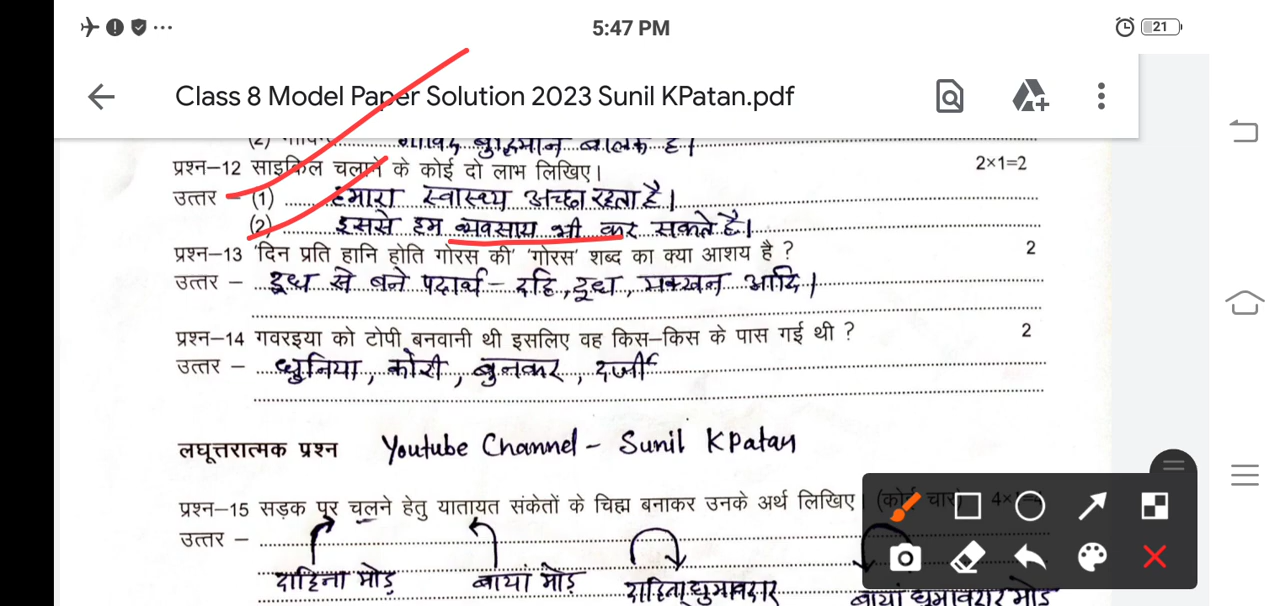 5:47 PM
21
Class 8 Model Paper Solution 2023 Sunil KPatan.pdf
बालक है।
प्रश्न–12 साइकिल चलाने के कोई दो लाभ लिखिए। 2×1=2
उत्तर – (1) हमारा स्वास्थ्य अच्छा रहता है।
(2) इससे हम व्यवसाय भी कर सकते है।
प्रश्न–13 'दिन प्रति हानि होति गोरस की' 'गोरस' शब्द का क्या आशय है ? 2
उत्तर – दूध से बने पदार्थ – दहि, दूध, मक्खन आदि।
प्रश्न–14 गवरइया को टोपी बनवानी थी इसलिए वह किस–किस के पास गई थी ? 2
उत्तर – धुनिया, कोरी, बुनकर, दर्जी
लघूत्तरात्मक प्रश्न Youtube Channel – Sunil KPatan
प्रश्न–15 सड़क पर चलने हेतु यातायत संकेतों के चिह्म बनाकर उनके अर्थ लिखिए। (कोई चार)
उत्तर –
दाहिना मोड़ बायां मोड़ दाहिना घुमावदार बायां घुमावदार मोड़